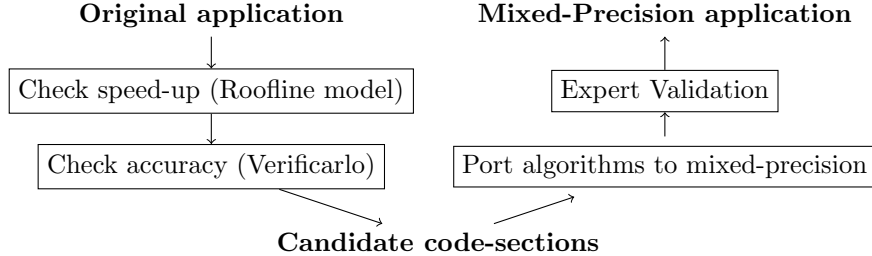 Original application
Check speed-up (Roofline model)
Check accuracy (Verificarlo)
Candidate code-sections
Port algorithms to mixed-precision
Expert Validation
Mixed-Precision application